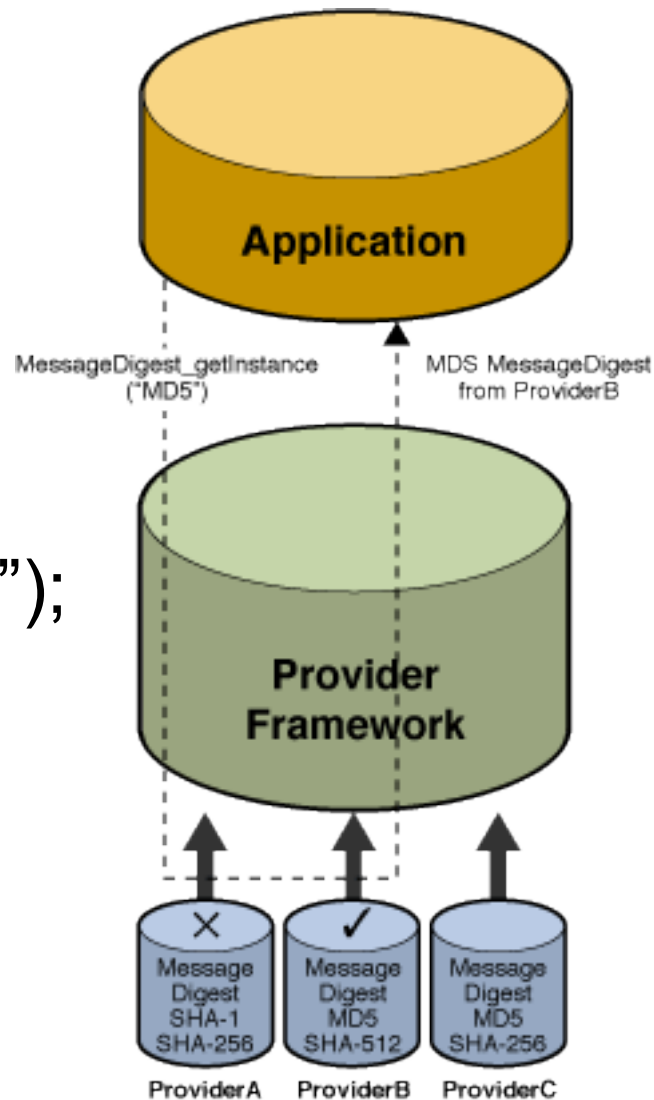 Application
MessageDigest_getInstance
("MD5")
MDS MessageDigest
from ProviderB
”);
Provider
Framework
Message
Digest
SHA-1
SHA-256
Message
Digest
MD5
SHA-512
Message
Digest
MD5
SHA-256
ProviderA
ProviderB
ProviderC